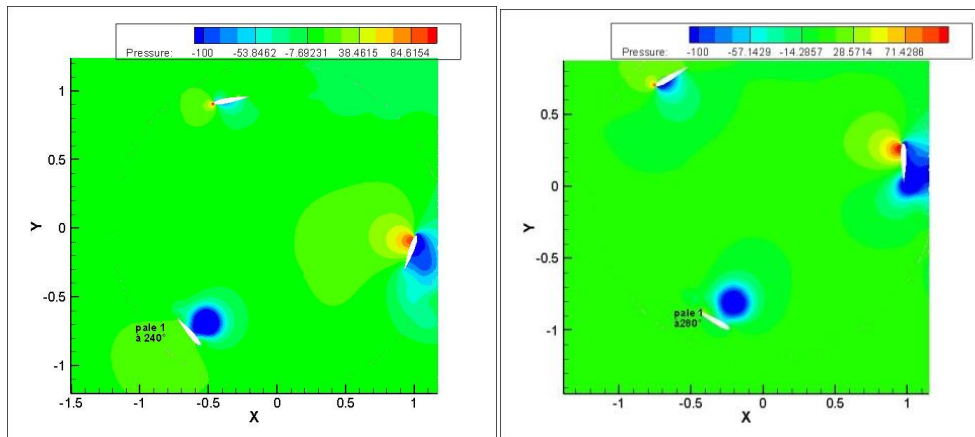 Pressure: -100 -53.8462 -7.69231 38.4615 84.6154
1
0.5
0
-0.5
-1
Y
pale 1
à 240°
-1.5 -1 -0.5 0 0.5 1
X
Pressure: -100 -57.1429 -14.2857 28.5714 71.4286
0.5
0
-0.5
-1
Y
pale 1
à280°
-1 -0.5 0 0.5 1
X